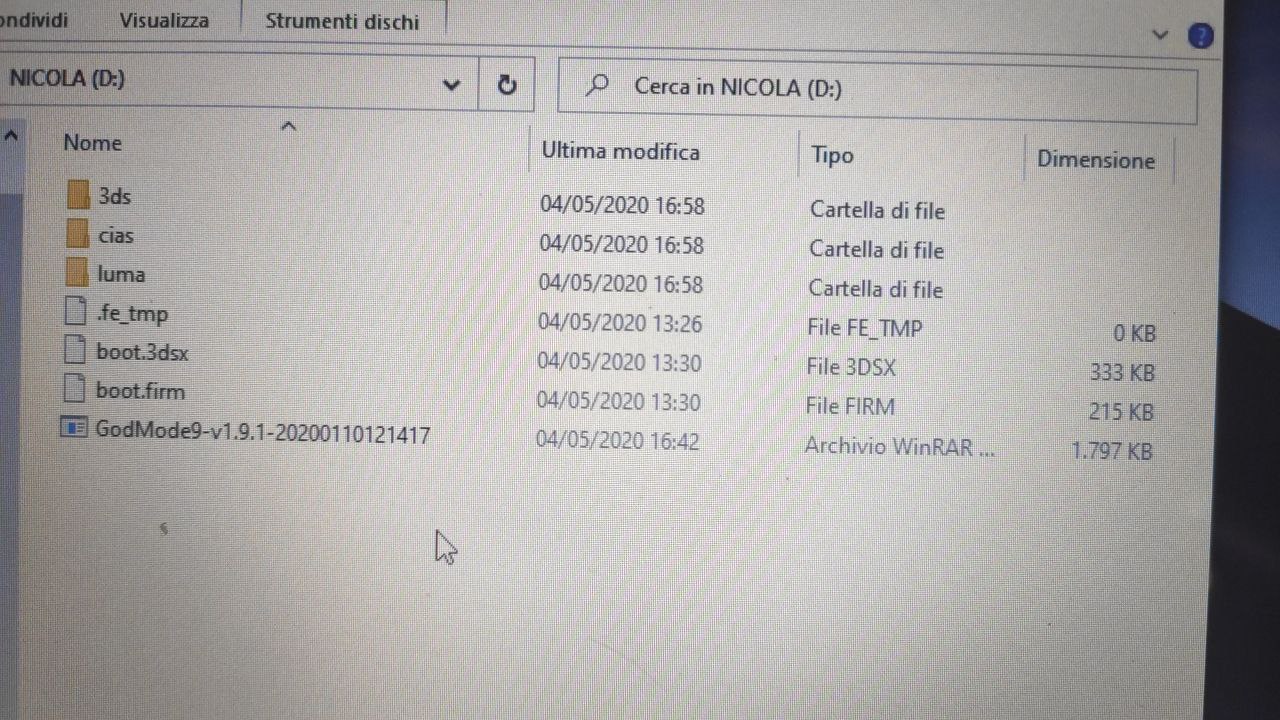 ondividi Visualizza Strumenti dischi
?
NICOLA (D:) Cerca in NICOLA (D:)
Nome Ultima modifica Tipo Dimensione
3ds 04/05/2020 16:58 Cartella di file
cias 04/05/2020 16:58 Cartella di file
luma 04/05/2020 16:58 Cartella di file
.fe_tmp 04/05/2020 13:26 File FE_TMP 0 KB
boot.3dsx 04/05/2020 13:30 File 3DSX 333 KB
boot.firm 04/05/2020 13:30 File FIRM 215 KB
GodMode9-v1.9.1-20200110121417 04/05/2020 16:42 Archivio WinRAR ... 1.797 KB